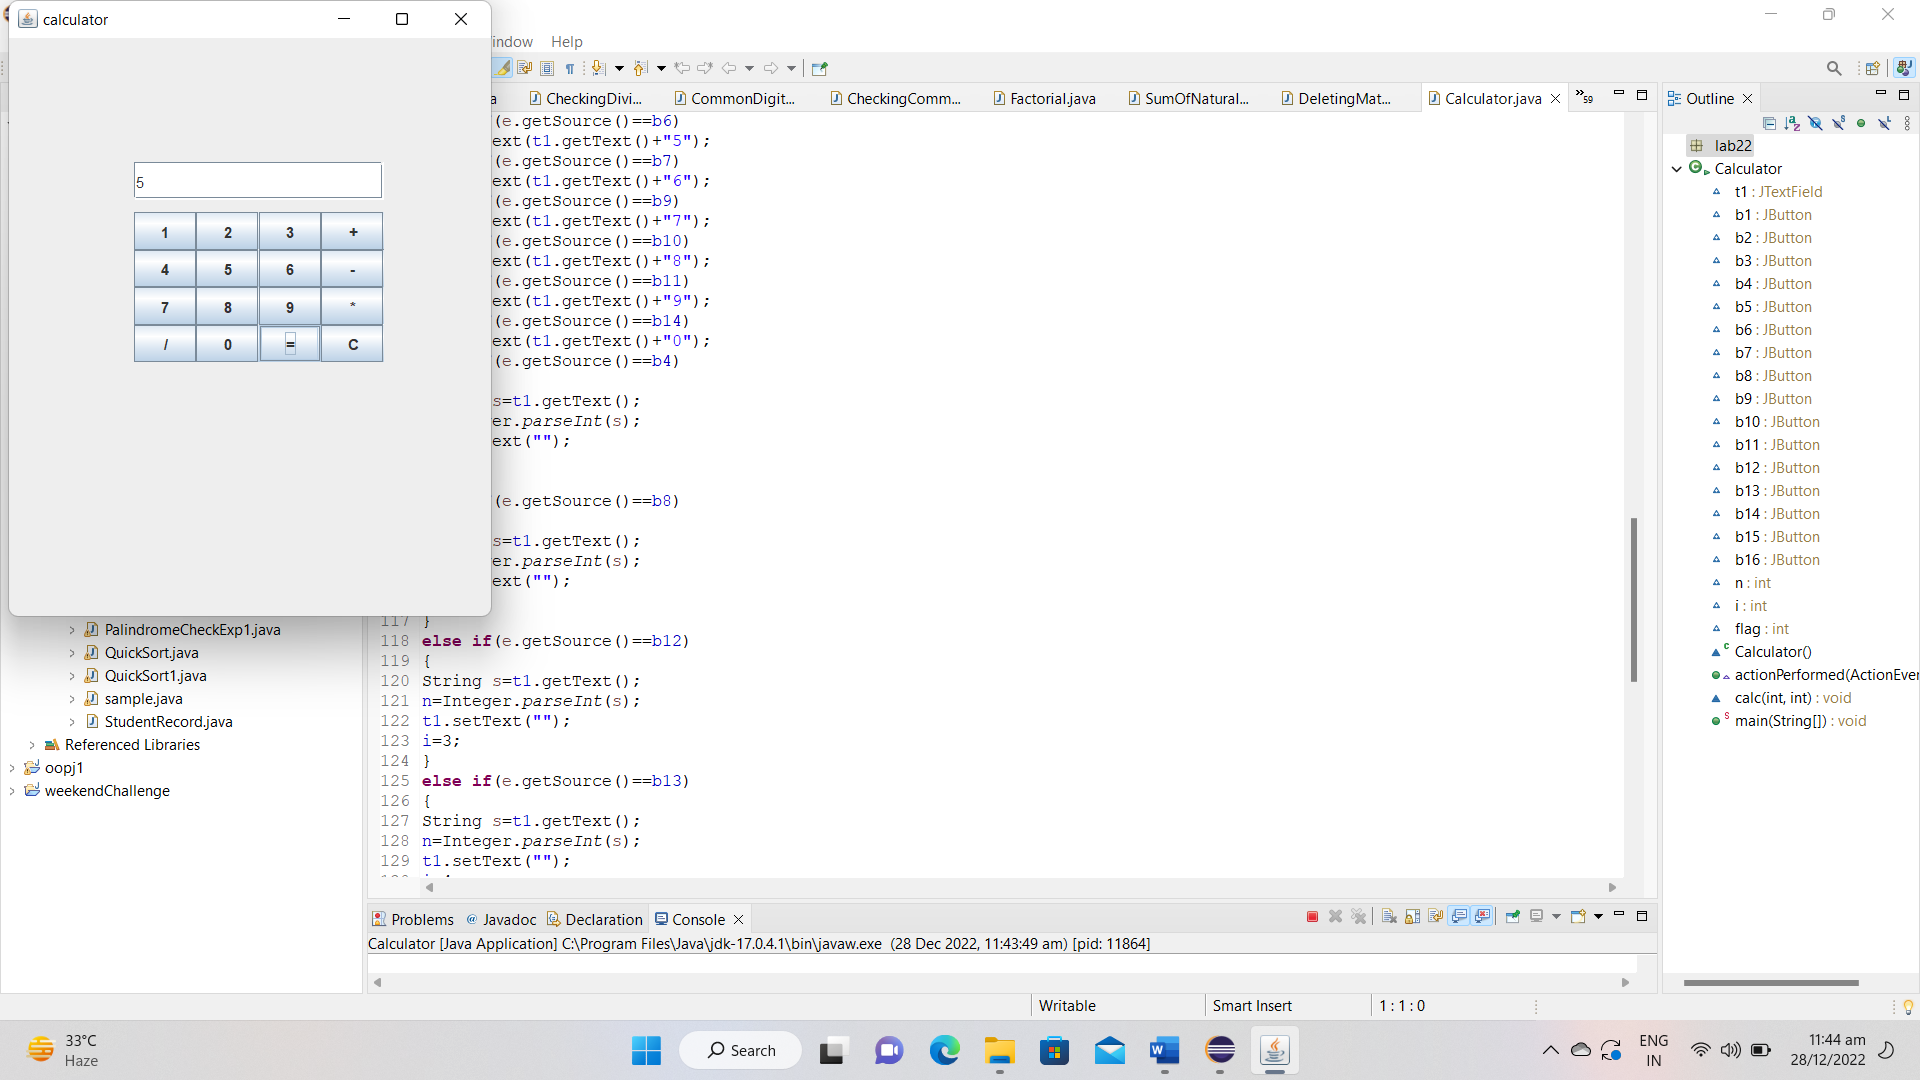 calculator
indow Help
a CheckingDivi... CommonDigit... CheckingComm... Factorial.java SumOfNatural... DeletingMat... Calculator.java »59
5
1 2 3 +
4 5 6 -
7 8 9 *
/ 0 = C
(e.getSource()==b6)
ext(t1.getText()+"5");
(e.getSource()==b7)
ext(t1.getText()+"6");
(e.getSource()==b9)
ext(t1.getText()+"7");
(e.getSource()==b10)
ext(t1.getText()+"8");
(e.getSource()==b11)
ext(t1.getText()+"9");
(e.getSource()==b14)
ext(t1.getText()+"0");
(e.getSource()==b4)
s=t1.getText();
er.parseInt(s);
ext("");
(e.getSource()==b8)
s=t1.getText();
er.parseInt(s);
ext("");
117 }
118 else if(e.getSource()==b12)
119 {
120 String s=t1.getText();
121 n=Integer.parseInt(s);
122 t1.setText("");
123 i=3;
124 }
125 else if(e.getSource()==b13)
126 {
127 String s=t1.getText();
128 n=Integer.parseInt(s);
129 t1.setText("");
PalindromeCheckExp1.java
QuickSort.java
QuickSort1.java
sample.java
StudentRecord.java
Referenced Libraries
oopj1
weekendChallenge
Outline
lab22
Calculator
t1 : JTextField
b1 : JButton
b2 : JButton
b3 : JButton
b4 : JButton
b5 : JButton
b6 : JButton
b7 : JButton
b8 : JButton
b9 : JButton
b10 : JButton
b11 : JButton
b12 : JButton
b13 : JButton
b14 : JButton
b15 : JButton
b16 : JButton
n : int
i : int
flag : int
Calculator()
actionPerformed(ActionEver
calc(int, int) : void
main(String[]) : void
Problems @ Javadoc Declaration Console
Calculator [Java Application] C:\Program Files\Java\jdk-17.0.4.1\bin\javaw.exe (28 Dec 2022, 11:43:49 am) [pid: 11864]
Writable Smart Insert 1 : 1 : 0
33°C
Haze
Search
ENG
IN
11:44 am
28/12/2022